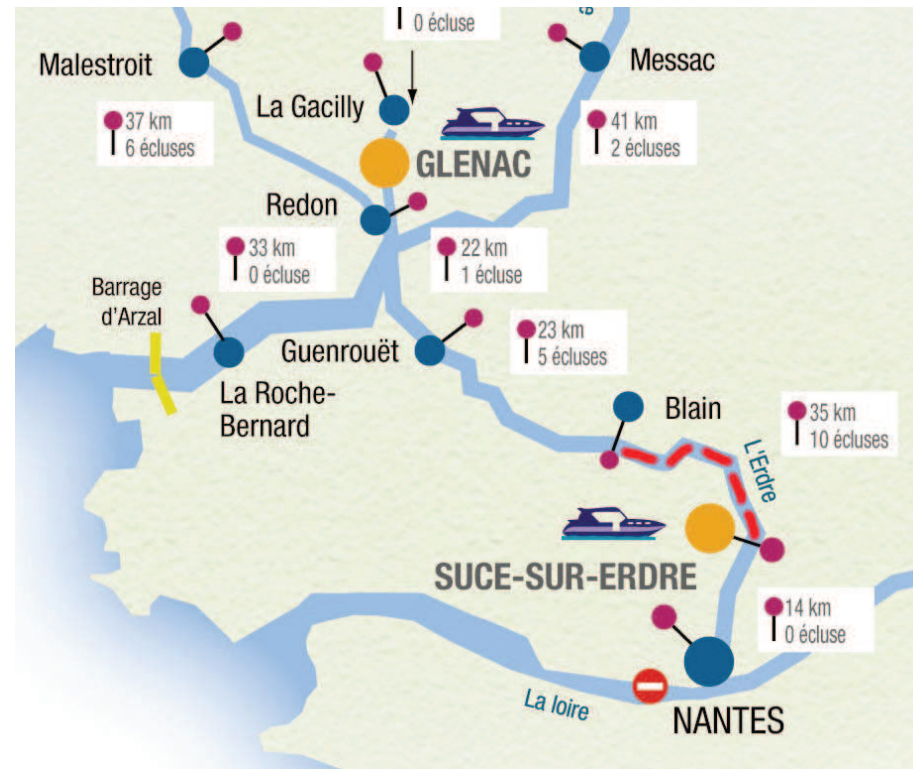 0 écluse
Malestroit
Messac
La Gacilly
37 km
6 écluses
41 km
2 écluses
GLENAC
Redon
33 km
0 écluse
22 km
1 écluse
Barrage
d'Arzal
23 km
5 écluses
Guenrouët
La Roche-
Bernard
Blain
35 km
10 écluses
L'Erdre
SUCE-SUR-ERDRE
14 km
0 écluse
La loire
NANTES